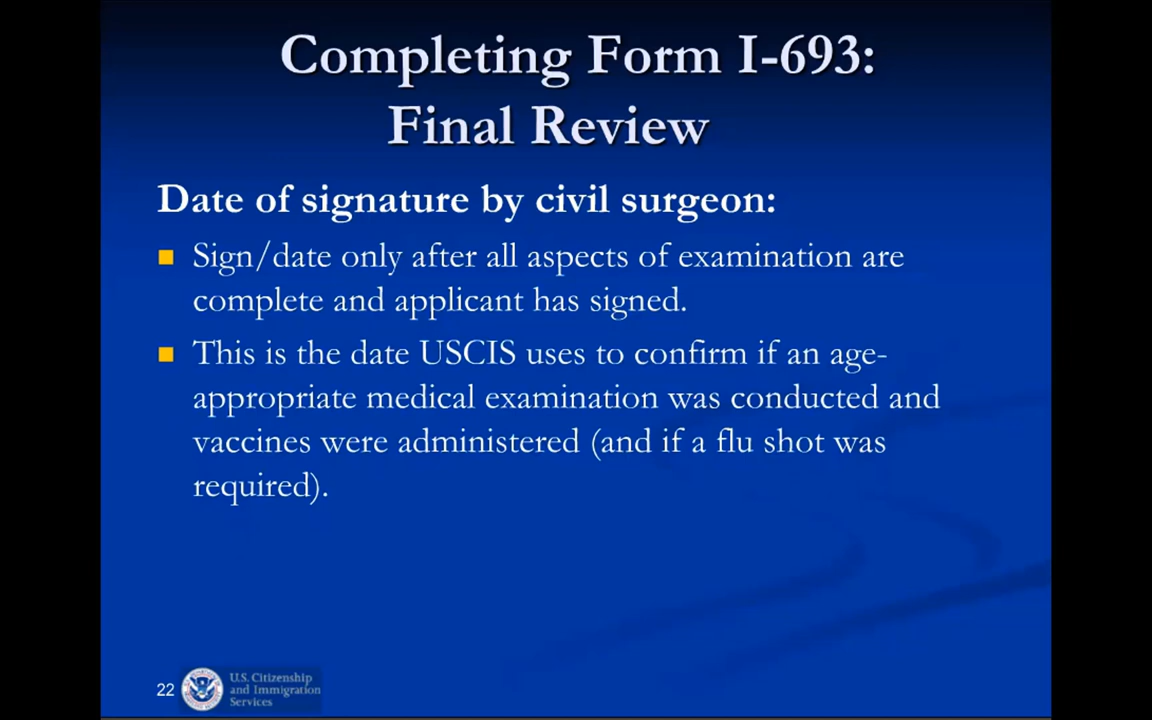 Completing Form I-693:
Final Review
Date of signature by civil surgeon:
Sign/date only after all aspects of examination are
complete and applicant has signed.
This is the date USCIS uses to confirm if an age-
appropriate medical examination was conducted and
vaccines were administered (and if a flu shot was
required).
22
U.S. Citizenship
and Immigration
Services